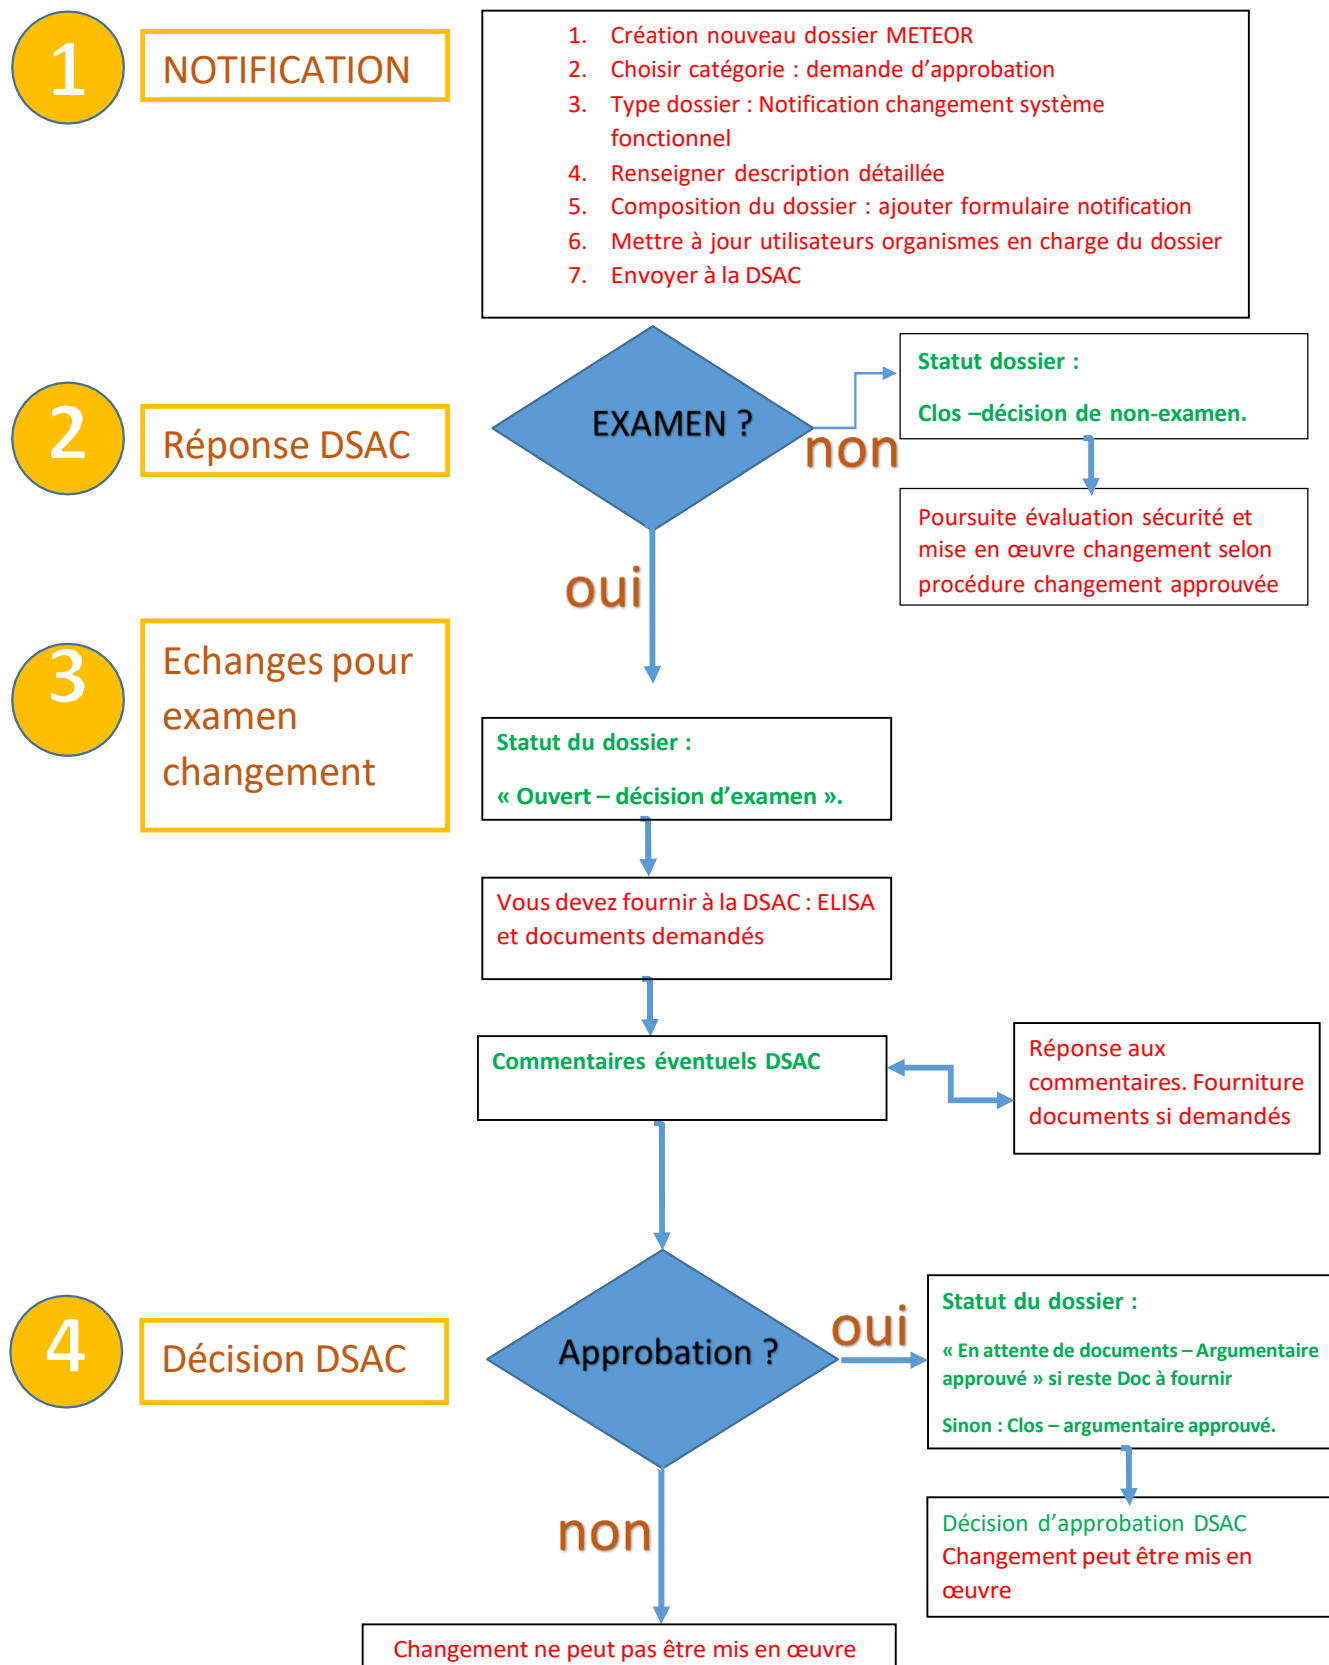 1
NOTIFICATION
1. Création nouveau dossier METEOR
2. Choisir catégorie : demande d’approbation
3. Type dossier : Notification changement système
fonctionnel
4. Renseigner description détaillée
5. Composition du dossier : ajouter formulaire notification
6. Mettre à jour utilisateurs organismes en charge du dossier
7. Envoyer à la DSAC
2
Réponse DSAC
EXAMEN ?
non
Statut dossier :
Clos –décision de non-examen.
Poursuite évaluation sécurité et
mise en œuvre changement selon
procédure changement approuvée
oui
3
Echanges pour
examen
changement
Statut du dossier :
« Ouvert – décision d’examen ».
Vous devez fournir à la DSAC : ELISA
et documents demandés
Commentaires éventuels DSAC
Réponse aux
commentaires. Fourniture
documents si demandés
4
Décision DSAC
Approbation ?
oui
Statut du dossier :
« En attente de documents – Argumentaire
approuvé » si reste Doc à fournir
Sinon : Clos – argumentaire approuvé.
Décision d’approbation DSAC
Changement peut être mis en
œuvre
non
Changement ne peut pas être mis en œuvre